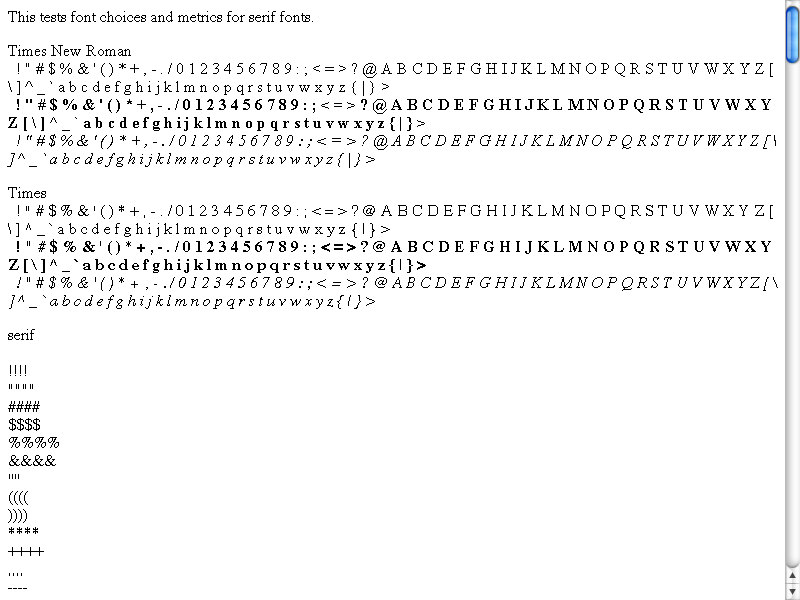 This tests font choices and metrics for serif fonts.
Times New Roman
! " # $ % & ' ( ) * + , - . / 0 1 2 3 4 5 6 7 8 9 : ; < = > ? @ A B C D E F G H I J K L M N O P Q R S T U V W X Y Z [
\ ] ^ _ ` a b c d e f g h i j k l m n o p q r s t u v w x y z { | } >
! " # $ % & ' ( ) * + , - . / 0 1 2 3 4 5 6 7 8 9 : ; < = > ? @ A B C D E F G H I J K L M N O P Q R S T U V W X Y
Z [ \ ] ^ _ ` a b c d e f g h i j k l m n o p q r s t u v w x y z { | } >
! " # $ % & ' ( ) * + , - . / 0 1 2 3 4 5 6 7 8 9 : ; < = > ? @ A B C D E F G H I J K L M N O P Q R S T U V W X Y Z [ \
] ^ _ ` a b c d e f g h i j k l m n o p q r s t u v w x y z { | } >
Times
! " # $ % & ' ( ) * + , - . / 0 1 2 3 4 5 6 7 8 9 : ; < = > ? @ A B C D E F G H I J K L M N O P Q R S T U V W X Y Z [
\ ] ^ _ ` a b c d e f g h i j k l m n o p q r s t u v w x y z { | } >
! " # $ % & ' ( ) * + , - . / 0 1 2 3 4 5 6 7 8 9 : ; < = > ? @ A B C D E F G H I J K L M N O P Q R S T U V W X Y
Z [ \ ] ^ _ ` a b c d e f g h i j k l m n o p q r s t u v w x y z { | } >
! " # $ % & ' ( ) * + , - . / 0 1 2 3 4 5 6 7 8 9 : ; < = > ? @ A B C D E F G H I J K L M N O P Q R S T U V W X Y Z [ \
] ^ _ ` a b c d e f g h i j k l m n o p q r s t u v w x y z { | } >
serif
!!!!
""""
####
$$$$
%%%%
&&&&
''''
((((
))))
****
++++
,,,,
----